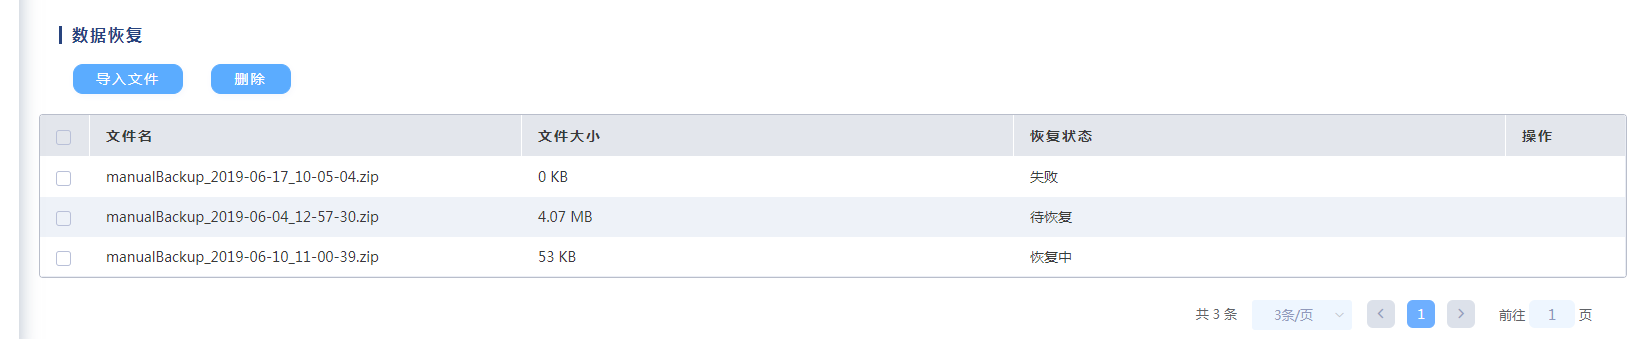 数据恢复
导入文件 删除
文件名 文件大小 恢复状态 操作
manualBackup_2019-06-17_10-05-04.zip 0 KB 失败
manualBackup_2019-06-04_12-57-30.zip 4.07 MB 待恢复
manualBackup_2019-06-10_11-00-39.zip 53 KB 恢复中
共 3 条 3条/页 1 前往 1 页